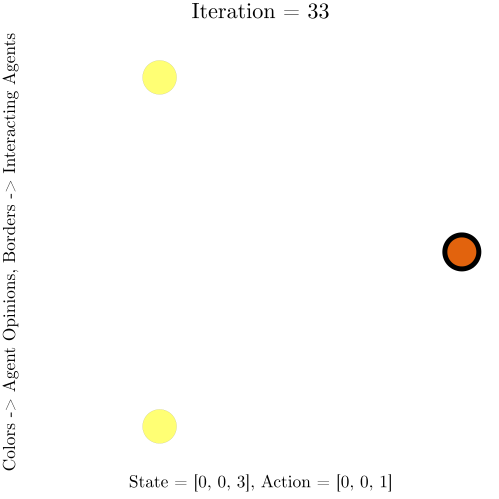 Iteration = 33
Colors -> Agent Opinions, Borders -> Interacting Agents
State = [0, 0, 3], Action = [0, 0, 1]